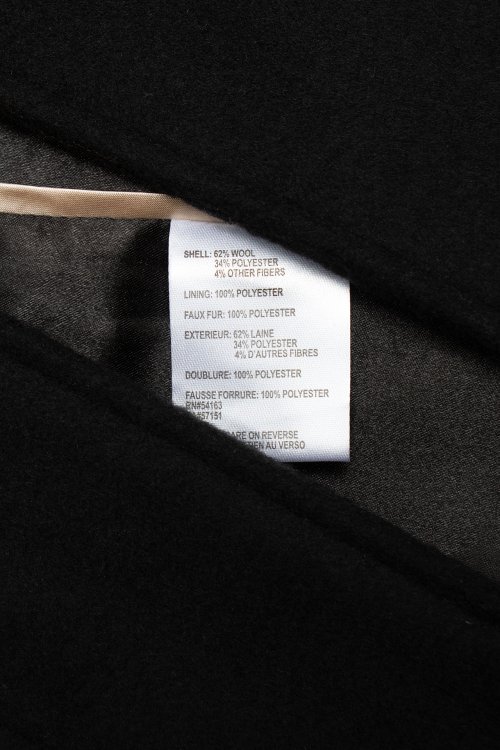 SHELL: 62% WOOL
34% POLYESTER
4% OTHER FIBERS
LINING: 100% POLYESTER
FAUX FUR: 100% POLYESTER
EXTERIEUR: 62% LAINE
34% POLYESTER
4% D'AUTRES FIBRES
DOUBLURE: 100% POLYESTER
FAUSSE FORRURE: 100% POLYESTER
RN#54163
#57151
ON REVERSE
AU VERSO